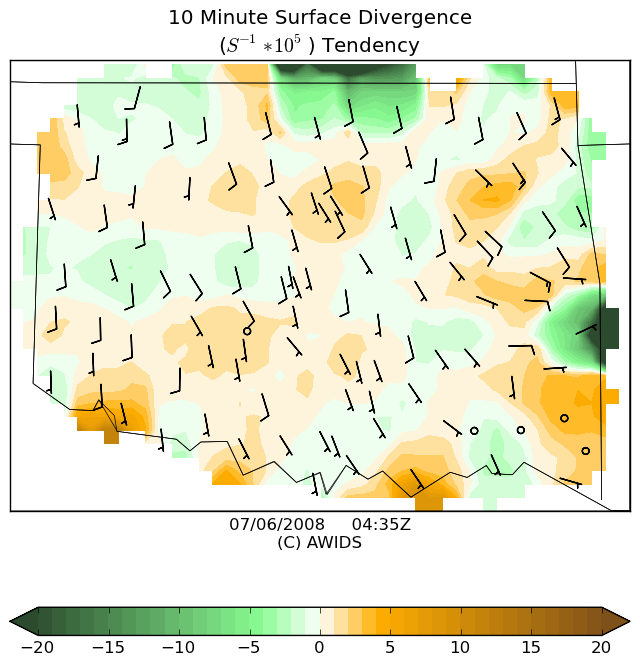 10 Minute Surface Divergence
(S⁻¹ ∗10⁵ ) Tendency
07/06/2008 04:35Z
(C) AWIDS
−20 −15 −10 −5 0 5 10 15 20